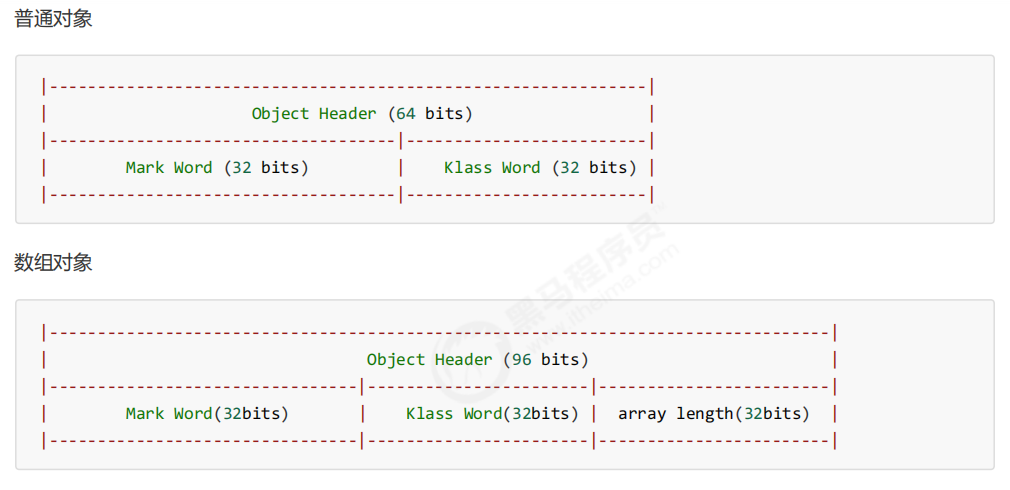 普通对象
|--------------------------------------------------------------|
|                     Object Header (64 bits)                  |
|------------------------------------|-------------------------|
|        Mark Word (32 bits)         |    Klass Word (32 bits) |
|------------------------------------|-------------------------|
数组对象
|---------------------------------------------------------------------------------|
|                                 Object Header (96 bits)                         |
|--------------------------------|-----------------------|------------------------|
|        Mark Word(32bits)       |    Klass Word(32bits) |  array length(32bits)  |
|--------------------------------|-----------------------|------------------------|
黑马程序员
www.itheima.com